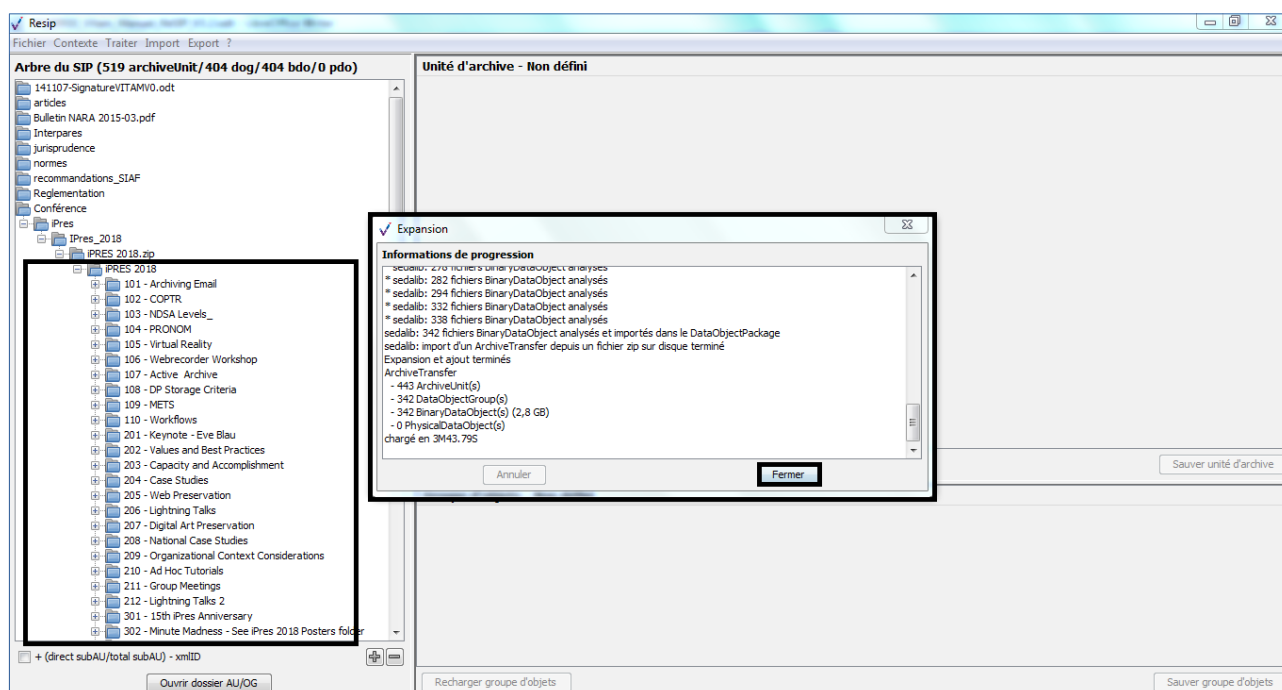 Resip
Fichier Contexte Traiter Import Export ?
Arbre du SIP (519 archiveUnit/404 dog/404 bdo/0 pdo)
141107-SignatureVITAMV0.odt
articles
Bulletin NARA 2015-03.pdf
Interpares
jurisprudence
normes
recommandations_SIAF
Reglementation
Conférence
iPres
IPres_2018
iPRES 2018.zip
iPRES 2018
101 - Archiving Email
102 - COPTR
103 - NDSA Levels_
104 - PRONOM
105 - Virtual Reality
106 - Webrecorder Workshop
107 - Active Archive
108 - DP Storage Criteria
109 - METS
110 - Workflows
201 - Keynote - Eve Blau
202 - Values and Best Practices
203 - Capacity and Accomplishment
204 - Case Studies
205 - Web Preservation
206 - Lightning Talks
207 - Digital Art Preservation
208 - National Case Studies
209 - Organizational Context Considerations
210 - Ad Hoc Tutorials
211 - Group Meetings
212 - Lightning Talks 2
301 - 15th iPres Anniversary
302 - Minute Madness - See iPres 2018 Posters folder
+ (direct subAU/total subAU) - xmlID
Ouvrir dossier AU/OG
Unité d'archive - Non défini
Expansion
Informations de progression
* sedalib: 278 fichiers BinaryDataObject analysés
* sedalib: 282 fichiers BinaryDataObject analysés
* sedalib: 294 fichiers BinaryDataObject analysés
* sedalib: 332 fichiers BinaryDataObject analysés
* sedalib: 338 fichiers BinaryDataObject analysés
sedalib: 342 fichiers BinaryDataObject analysés et importés dans le DataObjectPackage
sedalib: import d'un ArchiveTransfer depuis un fichier zip sur disque terminé
Expansion et ajout terminés
ArchiveTransfer
- 443 ArchiveUnit(s)
- 342 DataObjectGroup(s)
- 342 BinaryDataObject(s) (2,8 GB)
- 0 PhysicalDataObject(s)
chargé en 3M43.79S
Annuler
Fermer
Sauver unité d'archive
Recharger groupe d'objets
Sauver groupe d'objets